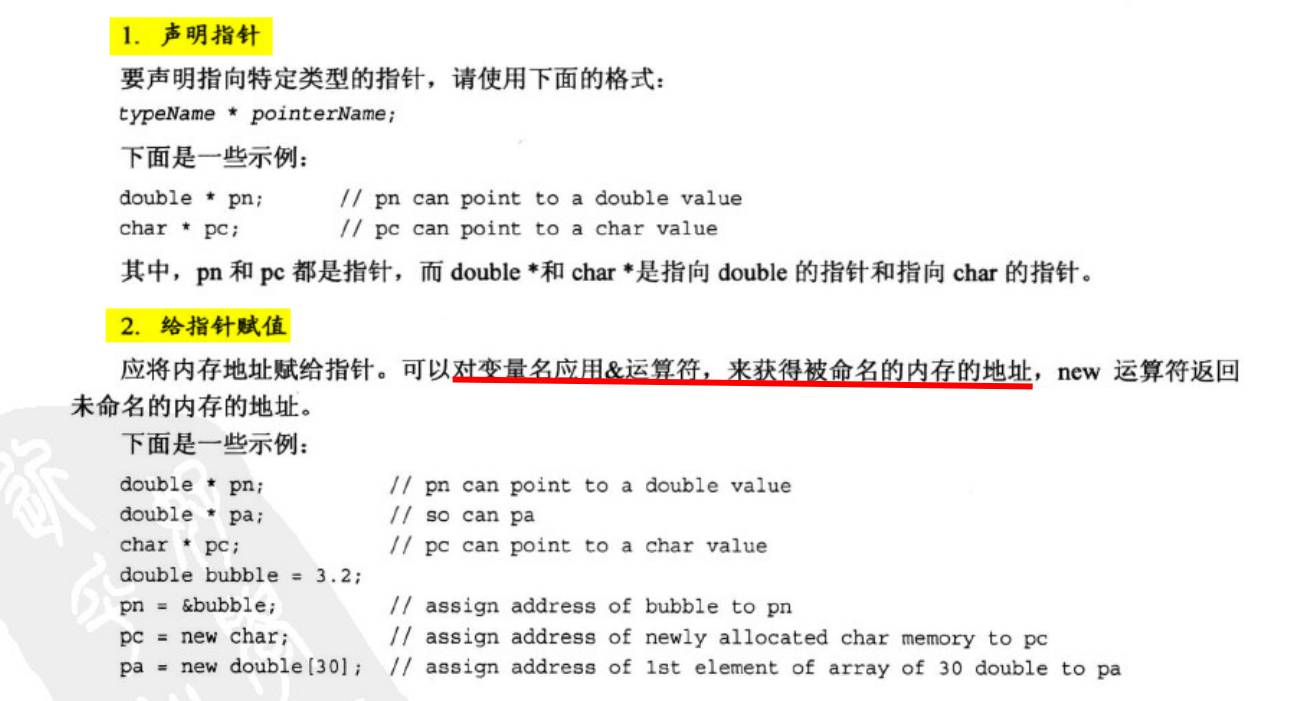 1. 声明指针
要声明指向特定类型的指针，请使用下面的格式：
typeName * pointerName;
下面是一些示例：
double * pn; // pn can point to a double value
char * pc; // pc can point to a char value
其中，pn 和 pc 都是指针，而 double *和 char *是指向 double 的指针和指向 char 的指针。
2. 给指针赋值
应将内存地址赋给指针。可以对变量名应用&运算符，来获得被命名的内存的地址，new 运算符返回
未命名的内存的地址。
下面是一些示例：
double * pn; // pn can point to a double value
double * pa; // so can pa
char * pc; // pc can point to a char value
double bubble = 3.2;
pn = &bubble; // assign address of bubble to pn
pc = new char; // assign address of newly allocated char memory to pc
pa = new double[30]; // assign address of 1st element of array of 30 double to pa